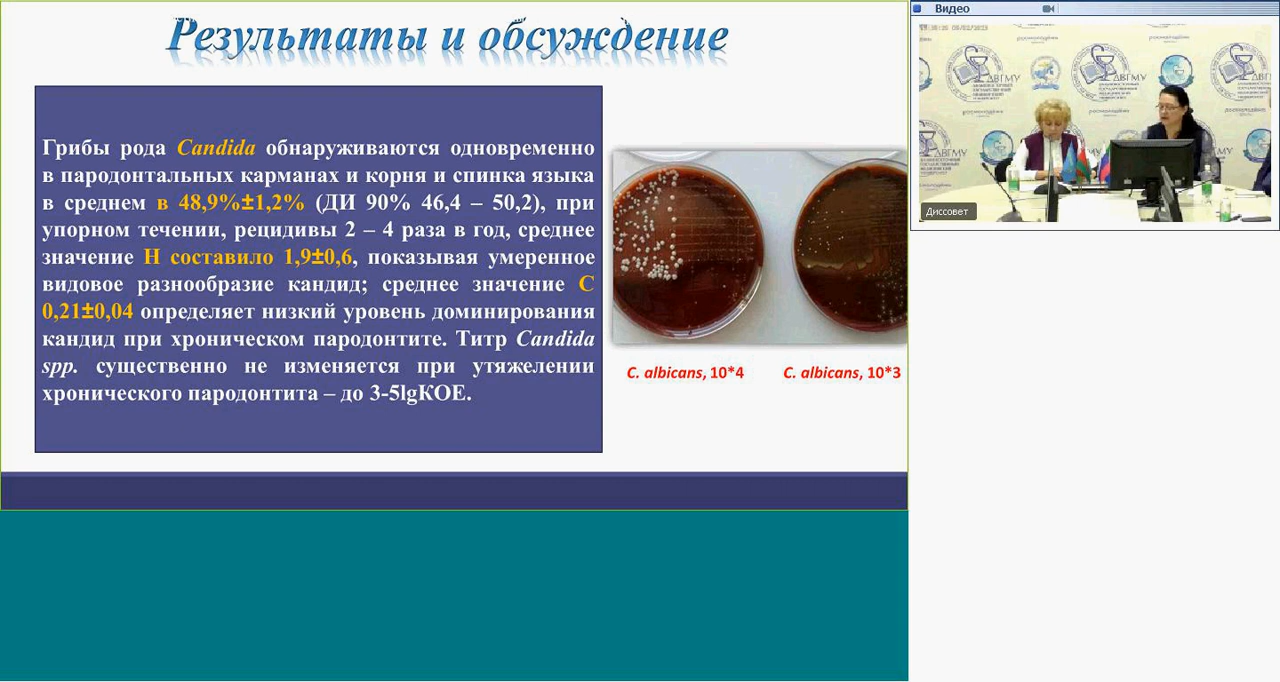 Результаты и обсуждение
Грибы рода Candida обнаруживаются одновременно
в пародонтальных карманах и корня и спинка языка
в среднем в 48,9%±1,2% (ДИ 90% 46,4 – 50,2), при
упорном течении, рецидивы 2 – 4 раза в год, среднее
значение H составило 1,9±0,6, показывая умеренное
видовое разнообразие кандид; среднее значение С
0,21±0,04 определяет низкий уровень доминирования
кандид при хроническом пародонтите. Титр Candida
spp. существенно не изменяется при утяжелении
хронического пародонтита – до 3-5lgКОЕ.
C. albicans, 10*4
C. albicans, 10*3
Видео
ДВГМУ
ДВГМУ
ДВГМУ
ДВГМУ
Диссовет